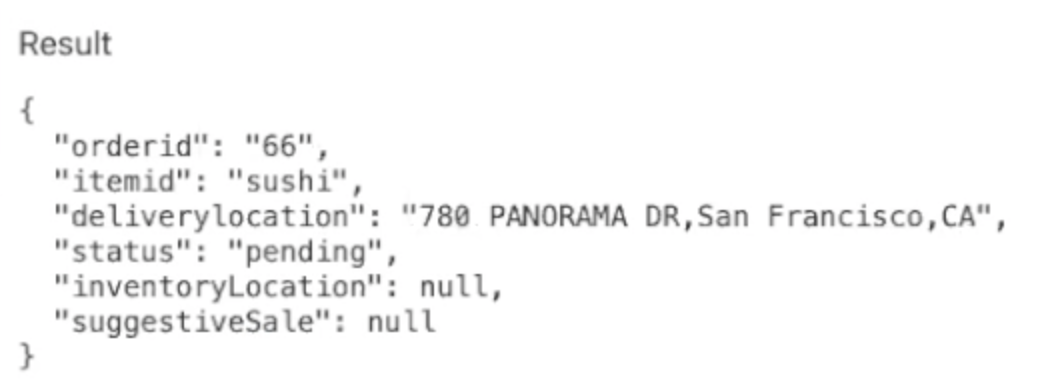 Result
{
  "orderid": "66",
  "itemid": "sushi",
  "deliverylocation": "780 PANORAMA DR,San Francisco,CA",
  "status": "pending",
  "inventoryLocation": null,
  "suggestiveSale": null
}